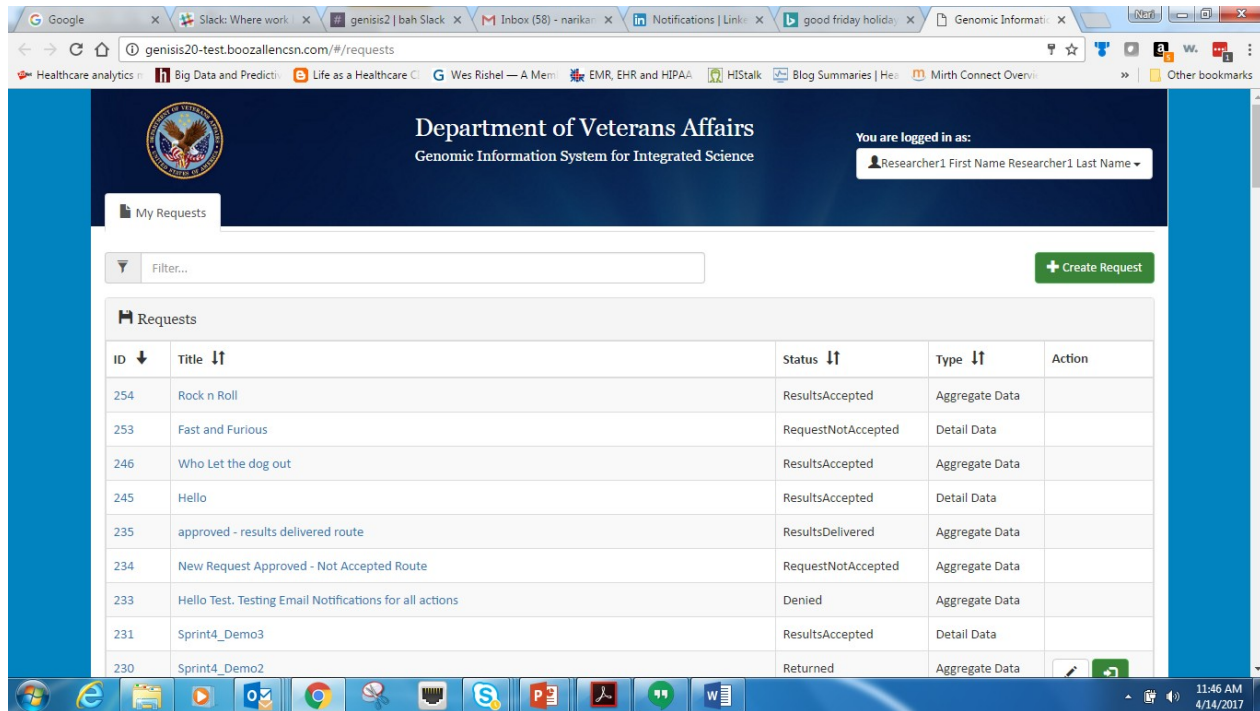 Google
Slack: Where work
genisis2 | bah Slack
Inbox (58) - narikan
Notifications | Linke
good friday holiday
Genomic Informatic
Nari
genisis20-test.boozallencsn.com/#/requests
Healthcare analytics n
Big Data and Predictiv
Life as a Healthcare C
Wes Rishel — A Mem
EMR, EHR and HIPAA
HIStalk
Blog Summaries | Hea
Mirth Connect Overvi
»
Other bookmarks
Department of Veterans Affairs
Genomic Information System for Integrated Science
You are logged in as:
Researcher1 First Name Researcher1 Last Name
My Requests
Filter...
Create Request
Requests
ID Title Status Type Action
254 Rock n Roll ResultsAccepted Aggregate Data
253 Fast and Furious RequestNotAccepted Detail Data
246 Who Let the dog out ResultsAccepted Aggregate Data
245 Hello ResultsAccepted Detail Data
235 approved - results delivered route ResultsDelivered Aggregate Data
234 New Request Approved - Not Accepted Route RequestNotAccepted Aggregate Data
233 Hello Test. Testing Email Notifications for all actions Denied Aggregate Data
231 Sprint4_Demo3 ResultsAccepted Detail Data
230 Sprint4_Demo2 Returned Aggregate Data
11:46 AM
4/14/2017